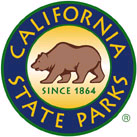 CALIFORNIA
SINCE 1864
STATE PARKS
®